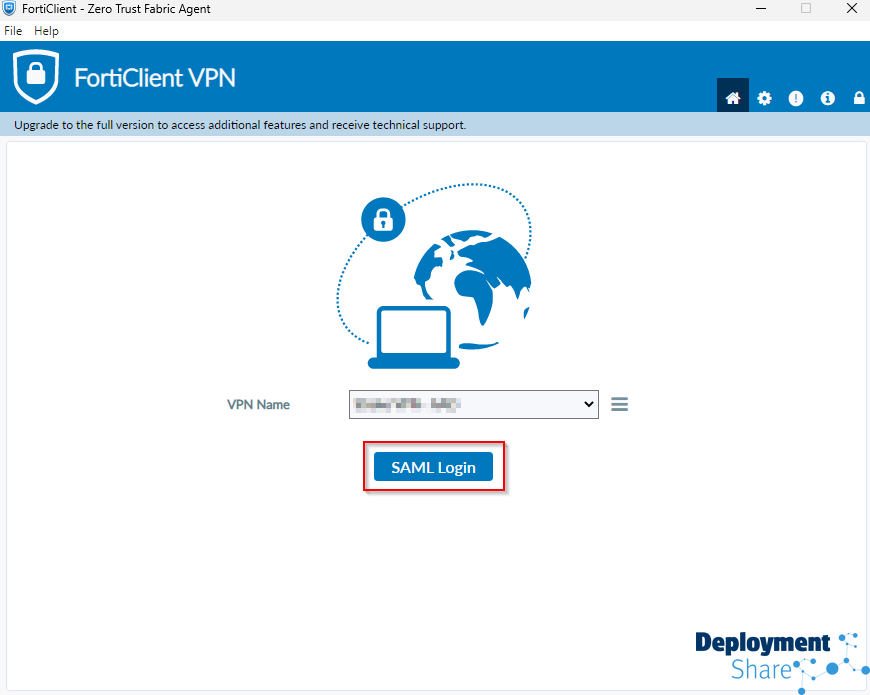 FortiClient - Zero Trust Fabric Agent
File Help
FortiClient VPN
Upgrade to the full version to access additional features and receive technical support.
VPN Name
SAML Login
Deployment
Share